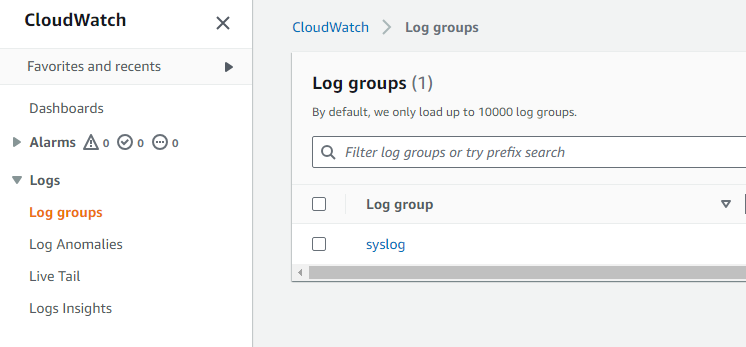 CloudWatch
Favorites and recents
Dashboards
Alarms 0 0 0
Logs
Log groups
Log Anomalies
Live Tail
Logs Insights
CloudWatch Log groups
Log groups (1)
By default, we only load up to 10000 log groups.
Filter log groups or try prefix search
Log group
syslog